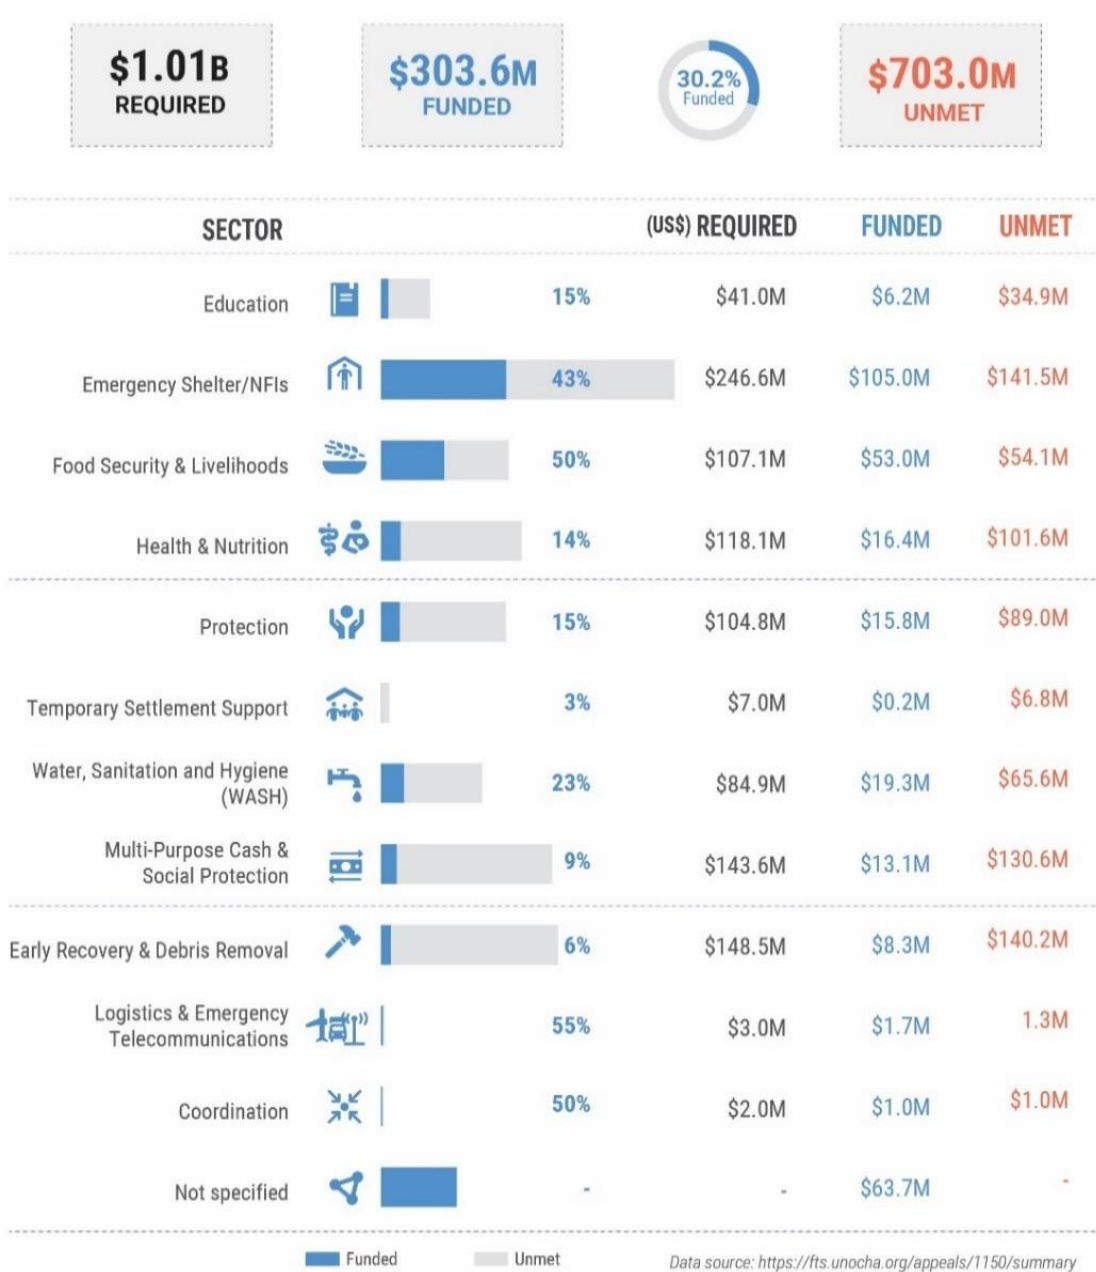 $1.01B
REQUIRED
$303.6M
FUNDED
30.2%
Funded
$703.0M
UNMET
SECTOR (US$) REQUIRED FUNDED UNMET
Education 15% $41.0M $6.2M $34.9M
Emergency Shelter/NFIs 43% $246.6M $105.0M $141.5M
Food Security & Livelihoods 50% $107.1M $53.0M $54.1M
Health & Nutrition 14% $118.1M $16.4M $101.6M
Protection 15% $104.8M $15.8M $89.0M
Temporary Settlement Support 3% $7.0M $0.2M $6.8M
Water, Sanitation and Hygiene
(WASH) 23% $84.9M $19.3M $65.6M
Multi-Purpose Cash &
Social Protection 9% $143.6M $13.1M $130.6M
Early Recovery & Debris Removal 6% $148.5M $8.3M $140.2M
Logistics & Emergency
Telecommunications 55% $3.0M $1.7M 1.3M
Coordination 50% $2.0M $1.0M $1.0M
Not specified - - $63.7M -
Funded Unmet Data source: https://fts.unocha.org/appeals/1150/summary